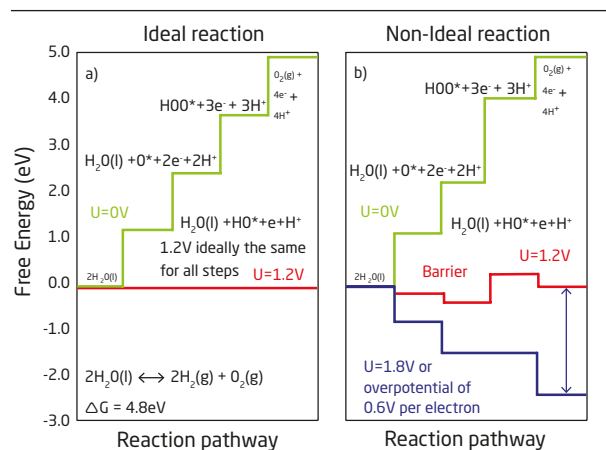 Ideal reaction
Non-Ideal reaction
Free Energy (eV)
5.0
4.0
3.0
2.0
1.0
0.0
-1.0
-2.0
-3.0
a)
O₂(g) +
4e⁻ +
4H⁺
HOO*+3e⁻+ 3H⁺
H₂O(l) +O*+2e⁻+2H⁺
U=0V
H₂O(l) +HO*+e+H⁺
1.2V ideally the same
for all steps
2H₂O(l)
U=1.2V
2H₂O(l) ⟷ 2H₂(g) + O₂(g)
△G = 4.8eV
Reaction pathway
b)
O₂(g) +
4e⁻ +
4H⁺
HOO*+3e⁻+ 3H⁺
H₂O(l) +O*+2e⁻+2H⁺
U=0V
H₂O(l) +HO*+e+H⁺
2H₂O(l)
Barrier
U=1.2V
U=1.8V or
overpotential of
0.6V per electron
Reaction pathway